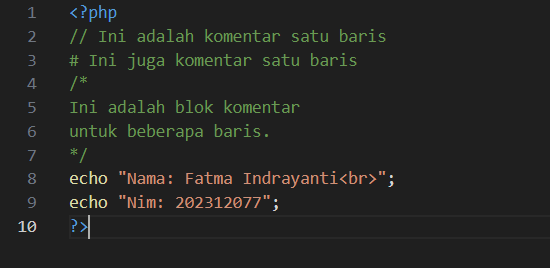 1 <?php
2 // Ini adalah komentar satu baris
3 # Ini juga komentar satu baris
4 /*
5 Ini adalah blok komentar
6 untuk beberapa baris.
7 */
8 echo "Nama: Fatma Indrayanti<br>";
9 echo "Nim: 202312077";
10 ?>